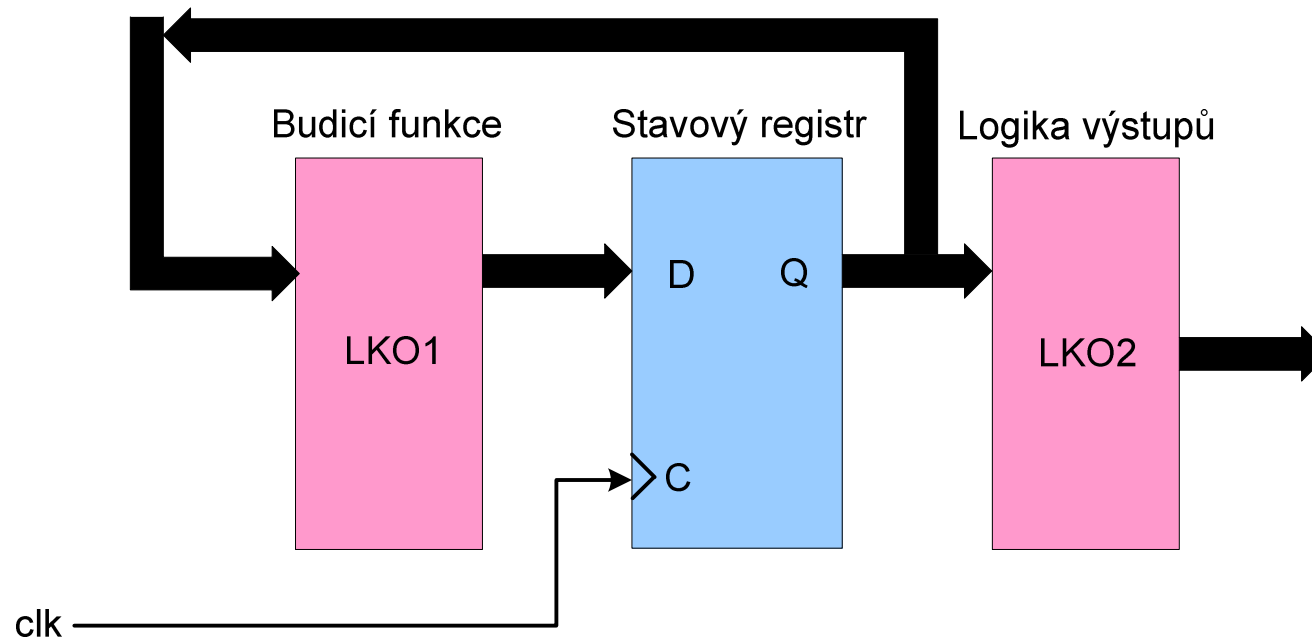 Budicí funkce
Stavový registr
Logika výstupů
D
Q
LKO1
LKO2
C
clk